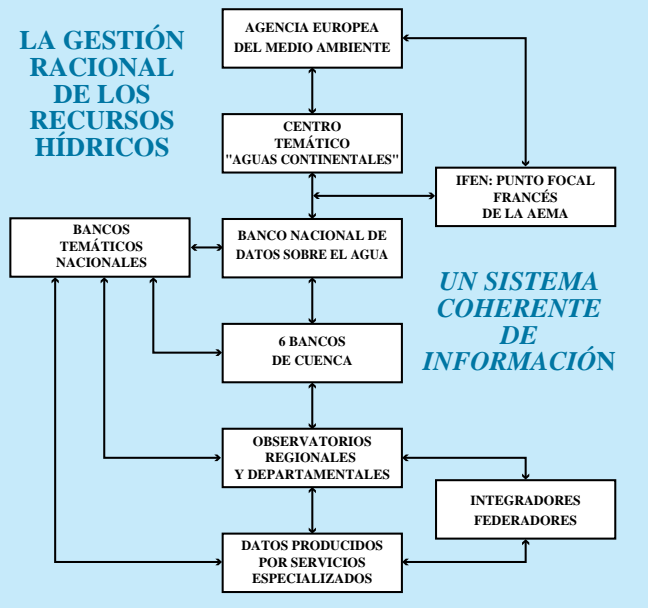 LA GESTIÓN
RACIONAL
DE LOS
RECURSOS
HÍDRICOS
AGENCIA EUROPEA
DEL MEDIO AMBIENTE
CENTRO
TEMÁTICO
"AGUAS CONTINENTALES"
IFEN: PUNTO FOCAL
FRANCÉS
DE LA AEMA
BANCOS
TEMÁTICOS
NACIONALES
BANCO NACIONAL DE
DATOS SOBRE EL AGUA
UN SISTEMA
COHERENTE
DE
INFORMACIÓN
6 BANCOS
DE CUENCA
OBSERVATORIOS
REGIONALES
Y DEPARTAMENTALES
INTEGRADORES
FEDERADORES
DATOS PRODUCIDOS
POR SERVICIOS
ESPECIALIZADOS